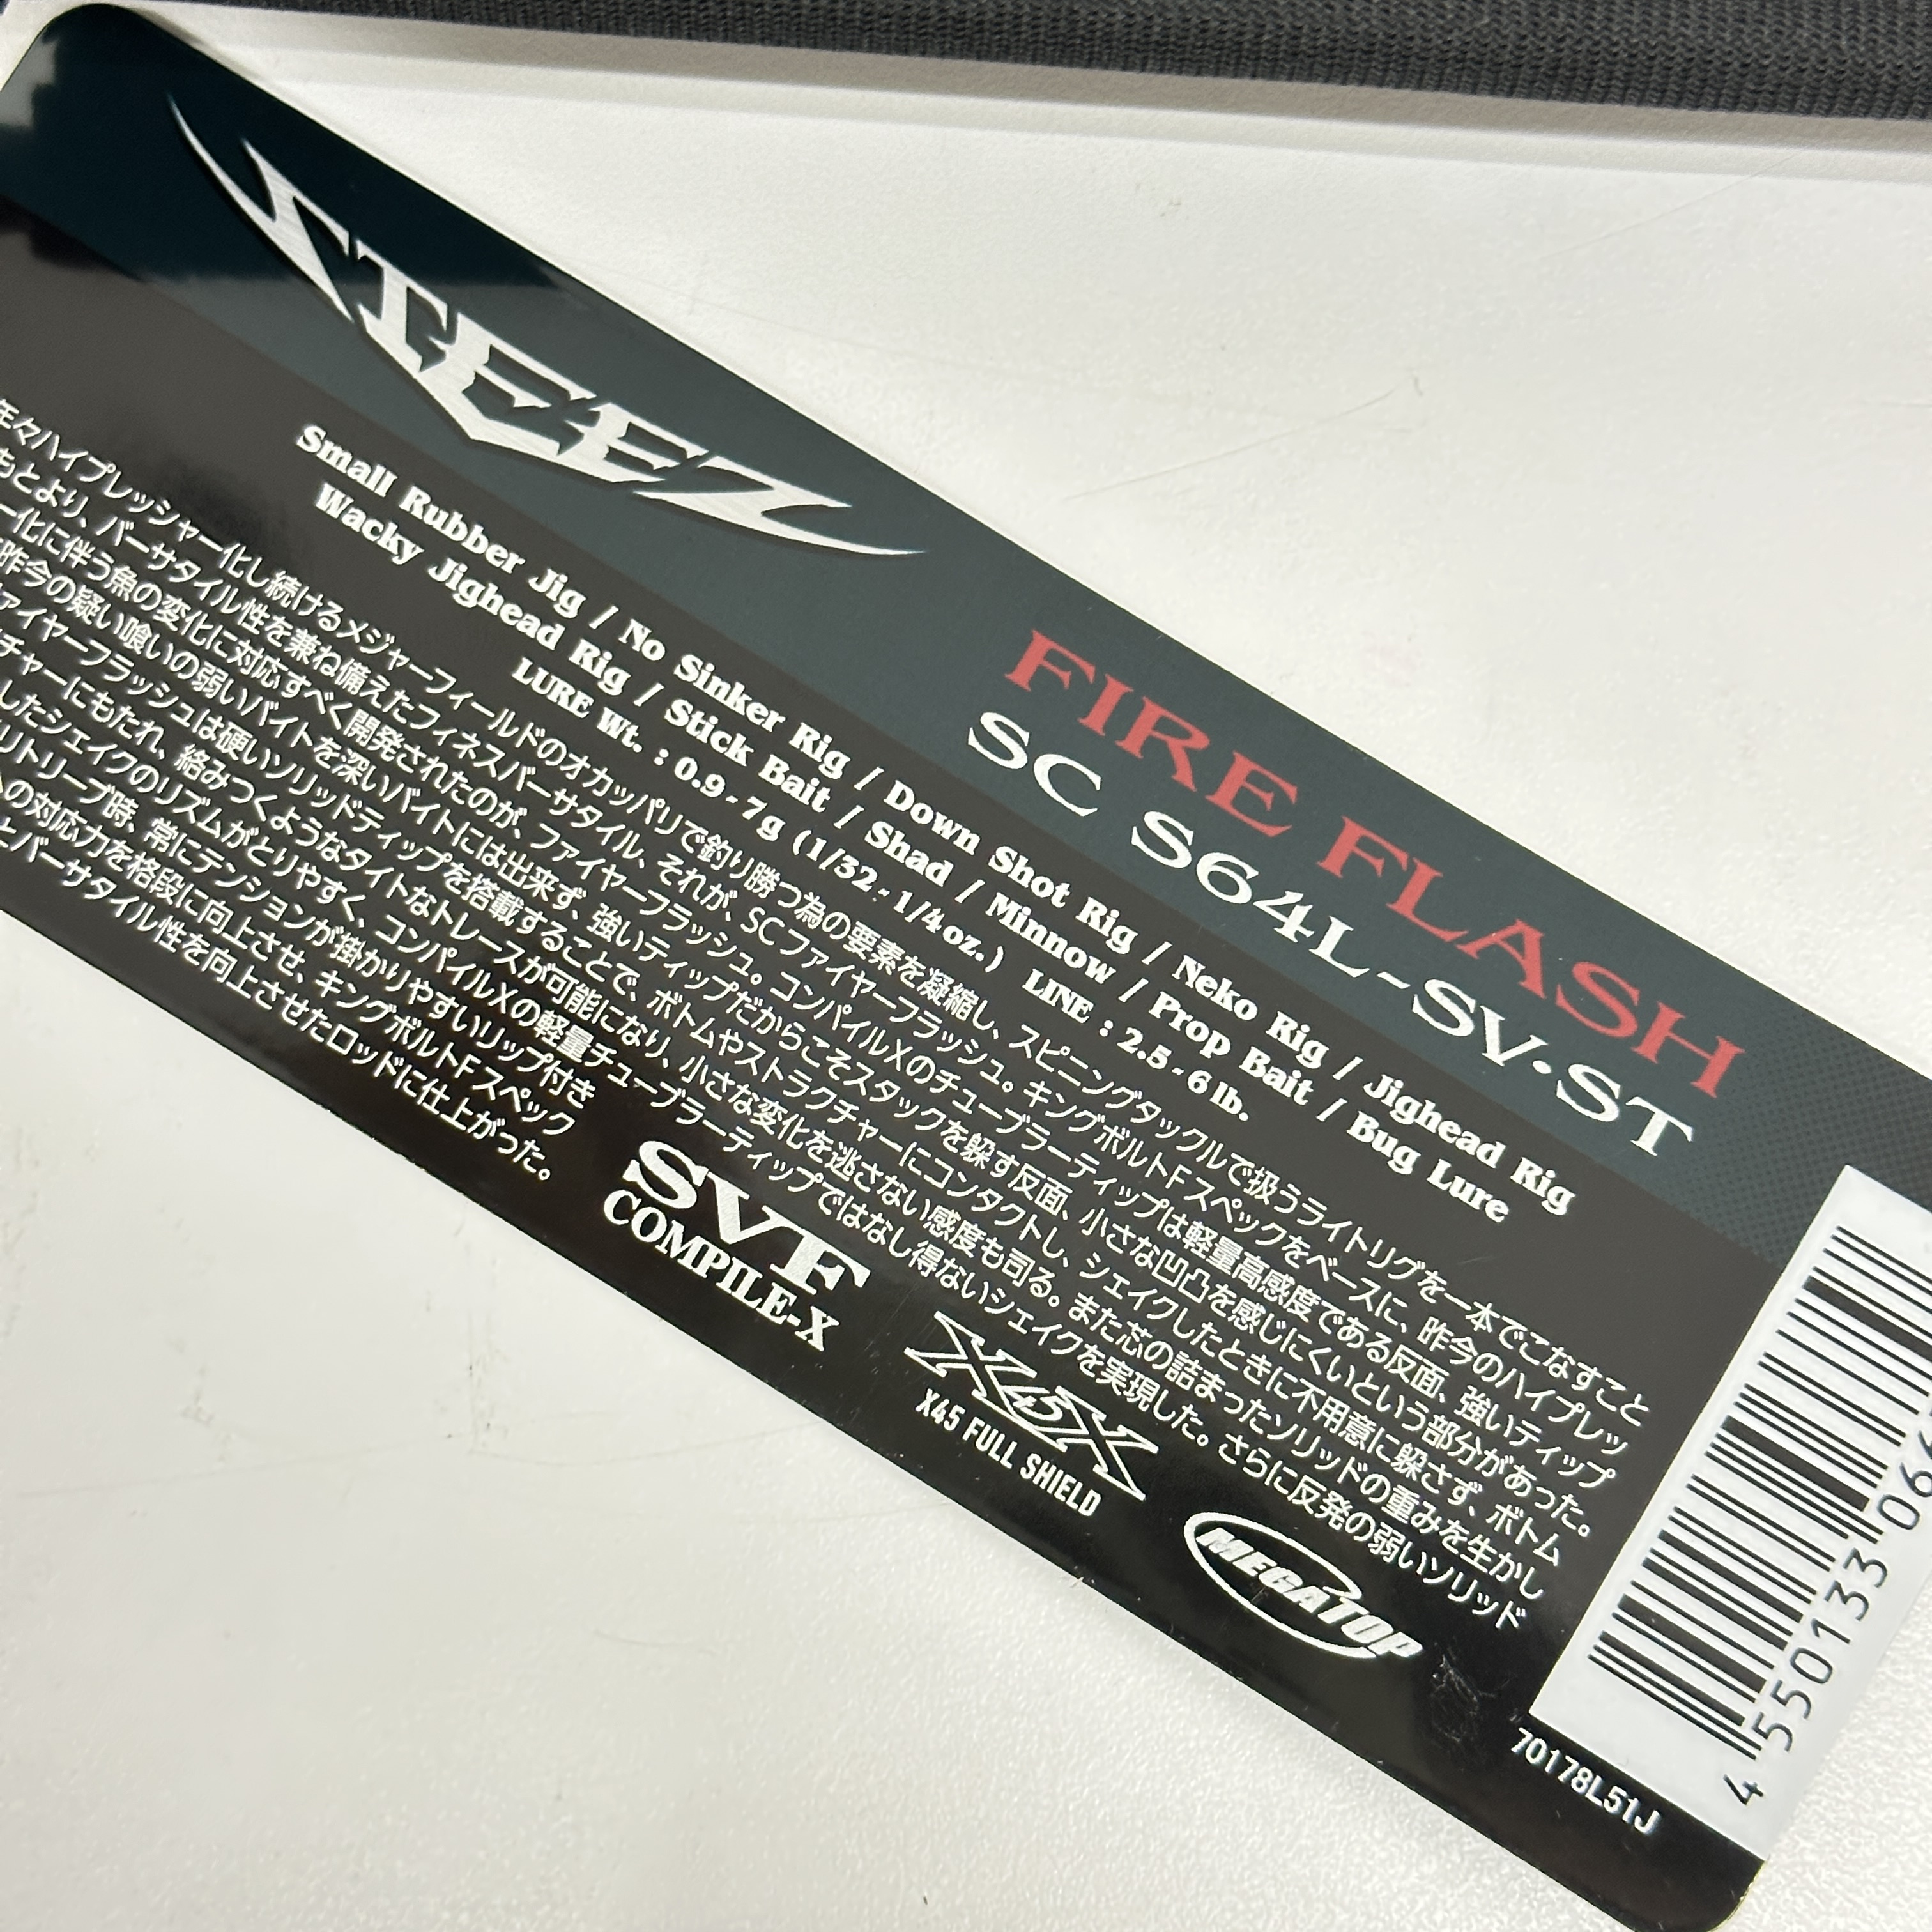 STEEZ
FIRE FLASH
SC S64L-SV・ST
Small Rubber Jig / No Sinker Rig / Down Shot Rig / Neko Rig / Jighead Rig
Wacky Jighead Rig / Stick Bait / Shad / Minnow / Prop Bait / Bug Lure
LURE Wt. : 0.9 - 7g (1/32 - 1/4oz.) LINE : 2.5 - 6 lb.
年々ハイプレッシャー化し続けるメジャーフィールドのオカッパリで釣り勝つ為の要素を凝縮し、スピニングタックルで扱うライトリグを一本でこなすこと
もとより、バーサタイル性を兼ね備えたフィネスバーサタイル、それが、SCファイヤーフラッシュ。キングボルトFスペックをベースに、昨今のハイプレッ
ー化に伴う魚の変化に対応すべく開発されたのが、ファイヤーフラッシュ。コンパイルXのチューブラーティップは軽量高感度である反面、強いティップ
昨今の疑い喰いの弱いバイトを深いバイトには出来ず、強いティップだからこそスタックを躱す反面、小さな凹凸を感じにくいという部分があった。
ァイヤーフラッシュは硬いソリッドティップを搭載することで、ボトムやストラクチャーにコンタクトし、シェイクしたときに不用意に躱さず、ボトム
チャーにもたれ、絡みつくようなタイトなトレースが可能になり、小さな変化を逃さない感度も司る。また芯の詰まったソリッドの重みを生かし
したシェイクのリズムがとりやすく、コンパイルXの軽量チューブラーティップではなし得ないシェイクを実現した。さらに反発の弱いソリッド
リトリーブ時、常にテンションが掛かりやすいリップ付き
の対応力を格段に向上させ、キングボルトFスペック
とバーサタイル性を向上させたロッドに仕上がった。
SVF
COMPILE-X
X45X
X45 FULL SHIELD
MEGATOP
4 550133 06
70178L51J